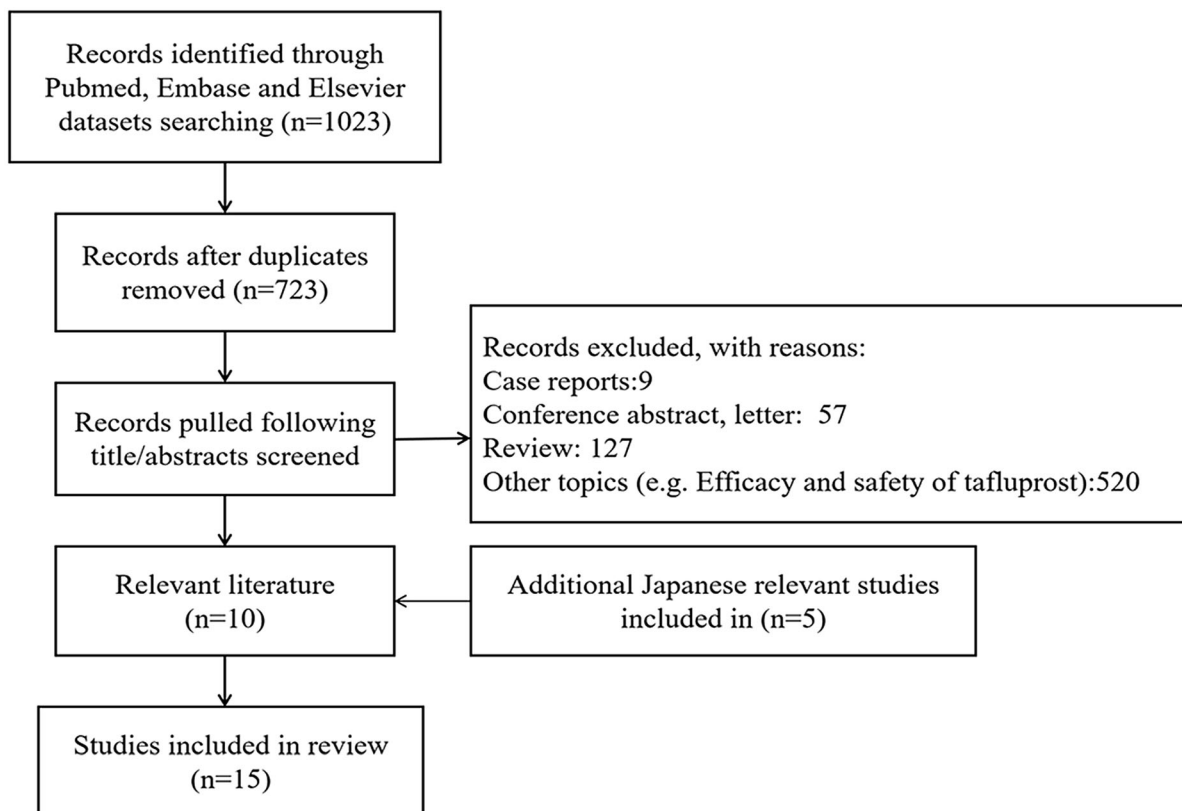 Records identified through
Pubmed, Embase and Elsevier
datasets searching (n=1023)
Records after duplicates
removed (n=723)
Records pulled following
title/abstracts screened
Records excluded, with reasons:
Case reports:9
Conference abstract, letter:  57
Review: 127
Other topics (e.g. Efficacy and safety of tafluprost):520
Relevant literature
(n=10)
Additional Japanese relevant studies
included in (n=5)
Studies included in review
(n=15)